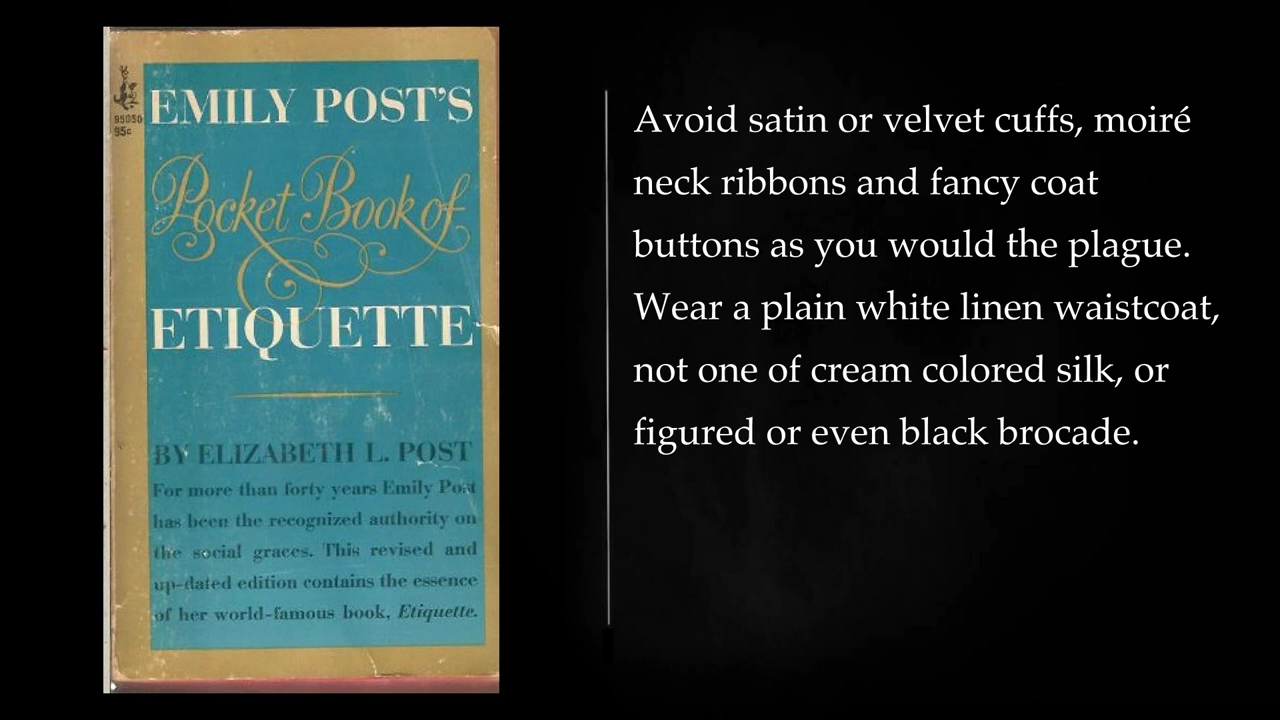 EMILY POST'S
95050
95c
Pocket Book of
ETIQUETTE
BY ELIZABETH L. POST
For more than forty years Emily Post
has been the recognized authority on
the social graces. This revised and
up-dated edition contains the essence
of her world-famous book, Etiquette.
Avoid satin or velvet cuffs, moiré
neck ribbons and fancy coat
buttons as you would the plague.
Wear a plain white linen waistcoat,
not one of cream colored silk, or
figured or even black brocade.